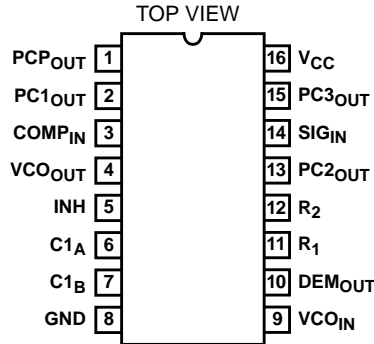 TOP VIEW
PCPOUT 1 16 VCC
PC1OUT 2 15 PC3OUT
COMPIN 3 14 SIGIN
VCOOUT 4 13 PC2OUT
INH 5 12 R2
C1A 6 11 R1
C1B 7 10 DEMOUT
GND 8 9 VCOIN